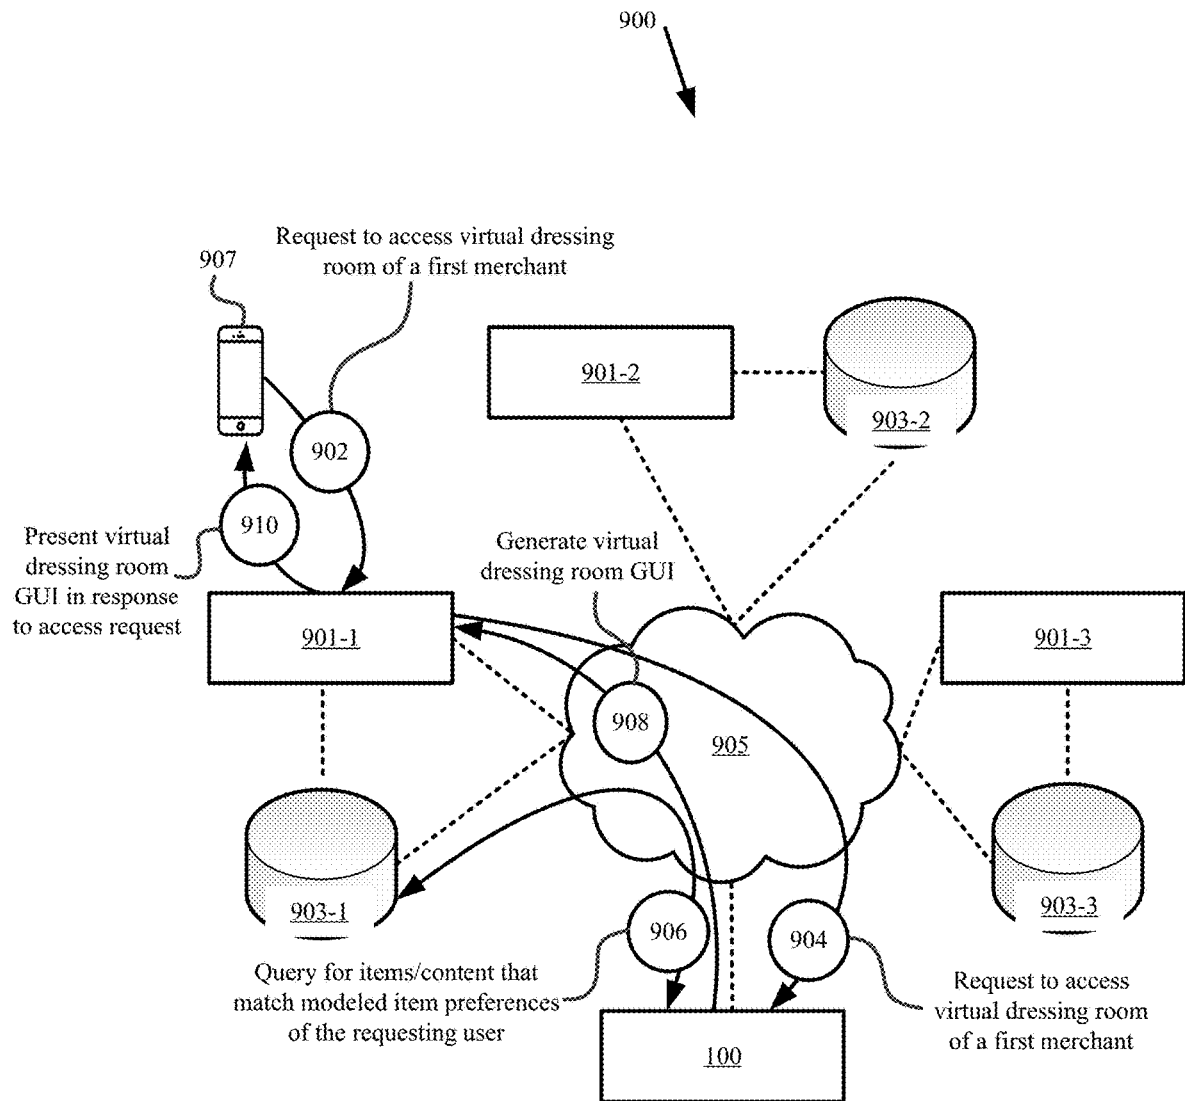 900
Request to access virtual dressing
room of a first merchant
907
901-2
903-2
902
910
Present virtual
dressing room
GUI in response
to access request
Generate virtual
dressing room GUI
901-1
901-3
908
905
903-1
903-3
906
904
Query for items/content that
match modeled item preferences
of the requesting user
Request to access
virtual dressing room
of a first merchant
100